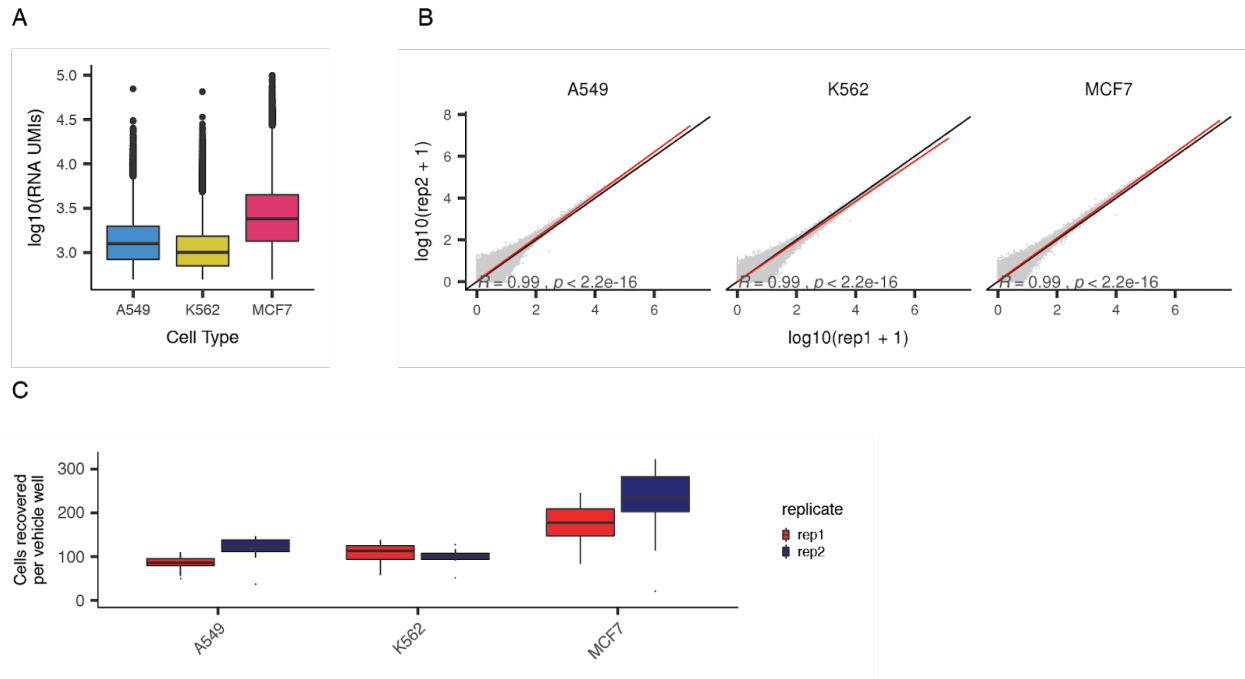 A
B
log10(RNA UMIs)
5.0
4.5
4.0
3.5
3.0
A549
K562
MCF7
Cell Type
A549
K562
MCF7
log10(rep2 + 1)
8
6
4
2
0
R = 0.99 , p < 2.2e-16
R = 0.99 , p < 2.2e-16
R = 0.99 , p < 2.2e-16
0 2 4 6
0 2 4 6
0 2 4 6
log10(rep1 + 1)
C
Cells recovered
per vehicle well
300
200
100
0
A549
K562
MCF7
replicate
rep1
rep2